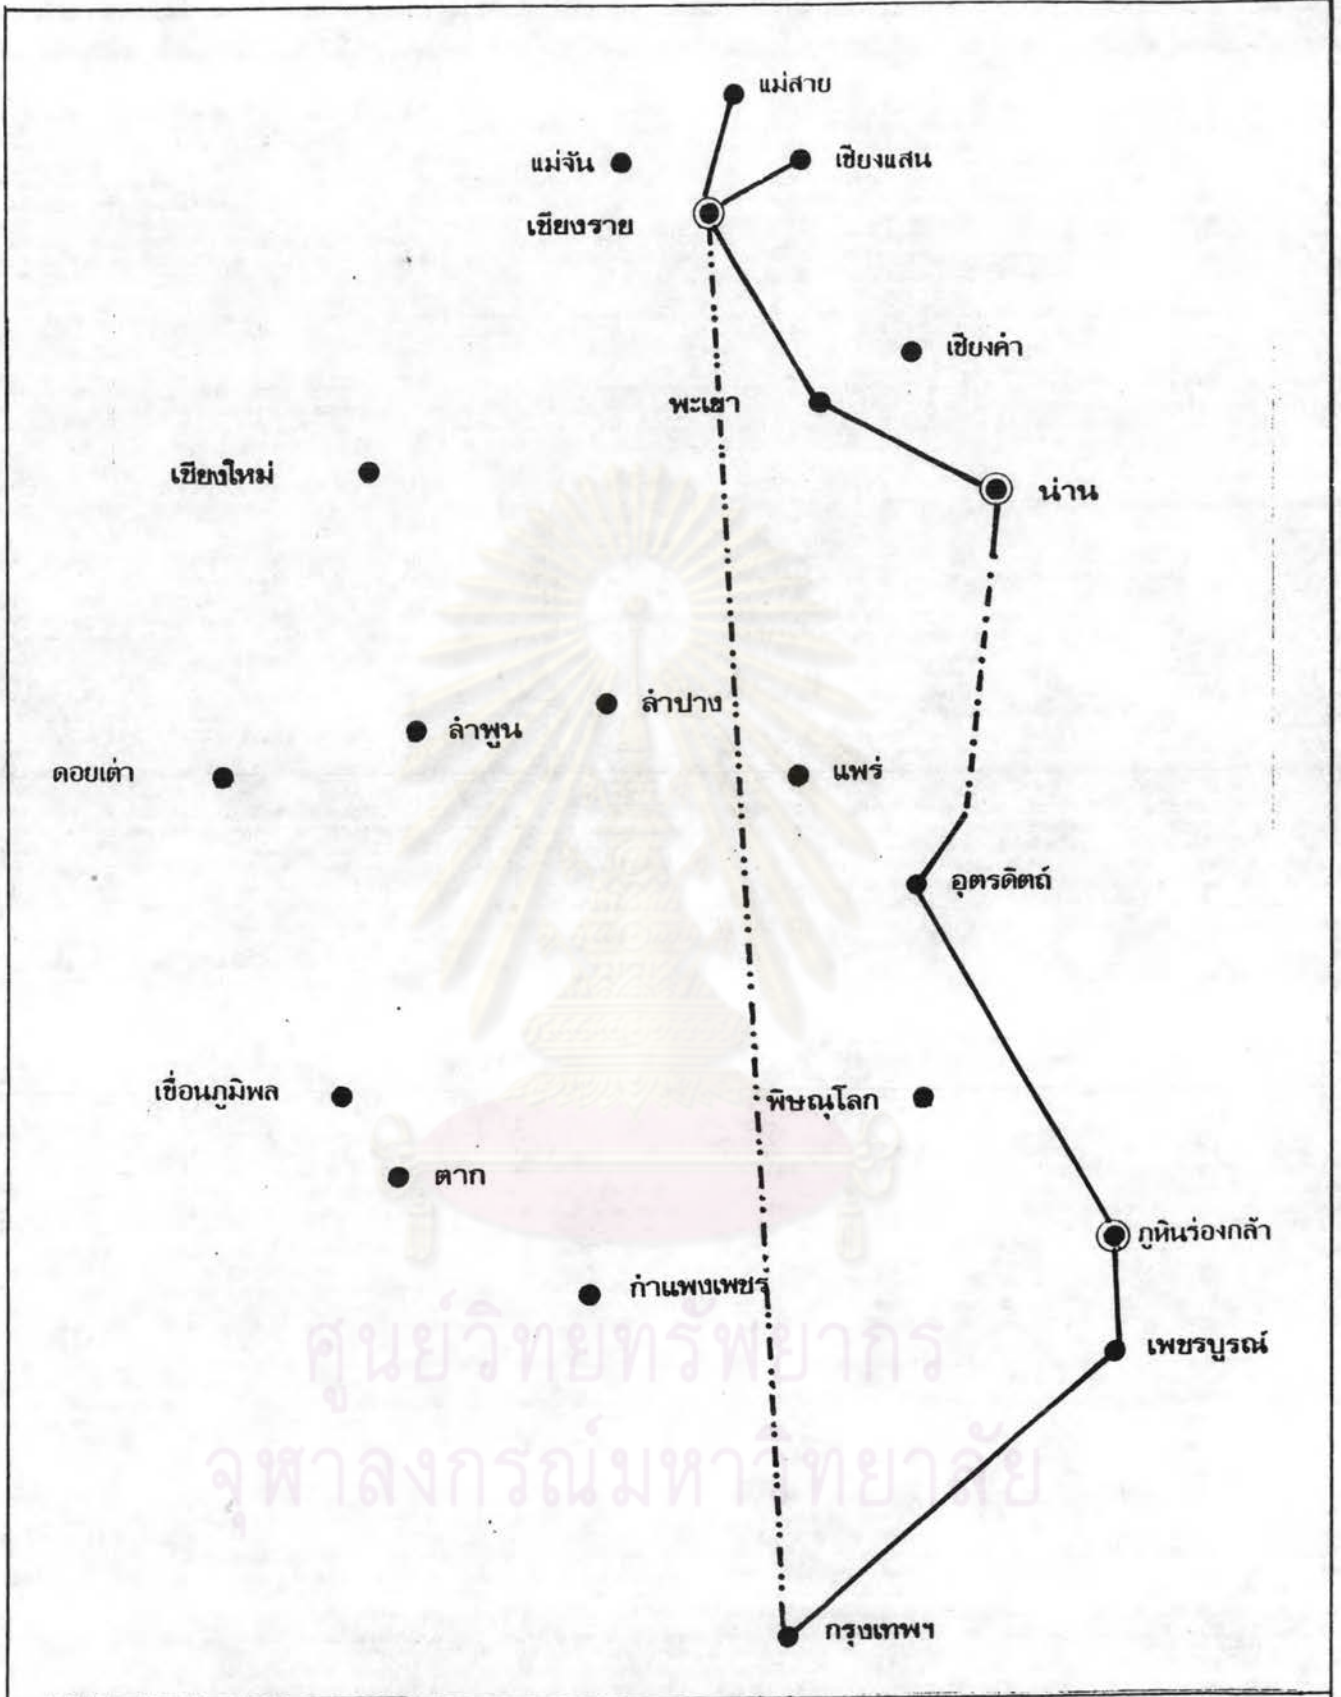 แม่สาย
แม่จัน
เชียงแสน
เชียงราย
เชียงคำ
พะเยา
เชียงใหม่
น่าน
ลำปาง
ลำพูน
ดอยเต่า
แพร่
อุตรดิตถ์
เขื่อนภูมิพล
พิษณุโลก
ตาก
ภูหินร่องกล้า
กำแพงเพชร
ศูนย์วิทยทรัพยากร
เพชรบูรณ์
จุฬาลงกรณ์มหาวิทยาลัย
กรุงเทพฯ